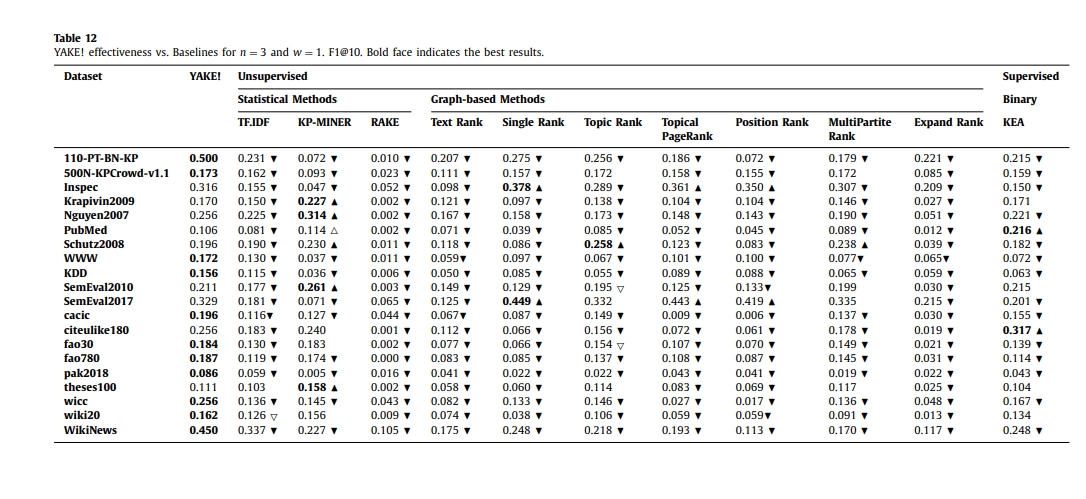 Table 12
YAKE! effectiveness vs. Baselines for n = 3 and w = 1. F1@10. Bold face indicates the best results.
Dataset YAKE! Unsupervised Supervised
Statistical Methods Graph-based Methods Binary
TF.IDF KP-MINER RAKE Text Rank Single Rank Topic Rank Topical PageRank Position Rank MultiPartite Rank Expand Rank KEA
110-PT-BN-KP 0.500 0.231 ▼ 0.072 ▼ 0.010 ▼ 0.207 ▼ 0.275 ▼ 0.256 ▼ 0.186 ▼ 0.072 ▼ 0.179 ▼ 0.221 ▼ 0.215 ▼
500N-KPCrowd-v1.1 0.173 0.162 ▼ 0.093 ▼ 0.023 ▼ 0.111 ▼ 0.157 ▼ 0.172 0.158 ▼ 0.155 ▼ 0.172 0.085 ▼ 0.159 ▼
Inspec 0.316 0.155 ▼ 0.047 ▼ 0.052 ▼ 0.098 ▼ 0.378 ▲ 0.289 ▼ 0.361 ▲ 0.350 ▲ 0.307 ▼ 0.209 ▼ 0.150 ▼
Krapivin2009 0.170 0.150 ▼ 0.227 ▲ 0.002 ▼ 0.121 ▼ 0.097 ▼ 0.138 ▼ 0.104 ▼ 0.104 ▼ 0.146 ▼ 0.027 ▼ 0.171
Nguyen2007 0.256 0.225 ▼ 0.314 ▲ 0.002 ▼ 0.167 ▼ 0.158 ▼ 0.173 ▼ 0.148 ▼ 0.143 ▼ 0.190 ▼ 0.051 ▼ 0.221 ▼
PubMed 0.106 0.081 ▼ 0.114 △ 0.002 ▼ 0.071 ▼ 0.039 ▼ 0.085 ▼ 0.052 ▼ 0.045 ▼ 0.089 ▼ 0.012 ▼ 0.216 ▲
Schutz2008 0.196 0.190 ▼ 0.230 ▲ 0.011 ▼ 0.118 ▼ 0.086 ▼ 0.258 ▲ 0.123 ▼ 0.083 ▼ 0.238 ▲ 0.039 ▼ 0.182 ▼
WWW 0.172 0.130 ▼ 0.037 ▼ 0.011 ▼ 0.059▼ 0.097 ▼ 0.067 ▼ 0.101 ▼ 0.100 ▼ 0.077▼ 0.065▼ 0.072 ▼
KDD 0.156 0.115 ▼ 0.036 ▼ 0.006 ▼ 0.050 ▼ 0.085 ▼ 0.055 ▼ 0.089 ▼ 0.088 ▼ 0.065 ▼ 0.059 ▼ 0.063 ▼
SemEval2010 0.211 0.177 ▼ 0.261 ▲ 0.003 ▼ 0.149 ▼ 0.129 ▼ 0.195 ▽ 0.125 ▼ 0.133▼ 0.199 0.030 ▼ 0.215
SemEval2017 0.329 0.181 ▼ 0.071 ▼ 0.065 ▼ 0.125 ▼ 0.449 ▲ 0.332 0.443 ▲ 0.419 ▲ 0.335 0.215 ▼ 0.201 ▼
cacic 0.196 0.116▼ 0.127 ▼ 0.044 ▼ 0.067▼ 0.087 ▼ 0.149 ▼ 0.009 ▼ 0.006 ▼ 0.137 ▼ 0.030 ▼ 0.155 ▼
citeulike180 0.256 0.183 ▼ 0.240 0.001 ▼ 0.112 ▼ 0.066 ▼ 0.156 ▼ 0.072 ▼ 0.061 ▼ 0.178 ▼ 0.019 ▼ 0.317 ▲
fao30 0.184 0.130 ▼ 0.183 0.002 ▼ 0.077 ▼ 0.066 ▼ 0.154 ▽ 0.107 ▼ 0.070 ▼ 0.149 ▼ 0.021 ▼ 0.139 ▼
fao780 0.187 0.119 ▼ 0.174 ▼ 0.000 ▼ 0.083 ▼ 0.085 ▼ 0.137 ▼ 0.108 ▼ 0.087 ▼ 0.145 ▼ 0.031 ▼ 0.114 ▼
pak2018 0.086 0.059 ▼ 0.005 ▼ 0.016 ▼ 0.041 ▼ 0.022 ▼ 0.022 ▼ 0.043 ▼ 0.041 ▼ 0.019 ▼ 0.022 ▼ 0.043 ▼
theses100 0.111 0.103 0.158 ▲ 0.002 ▼ 0.058 ▼ 0.060 ▼ 0.114 0.083 ▼ 0.069 ▼ 0.117 0.025 ▼ 0.104
wicc 0.256 0.136 ▼ 0.145 ▼ 0.043 ▼ 0.082 ▼ 0.133 ▼ 0.146 ▼ 0.027 ▼ 0.017 ▼ 0.136 ▼ 0.048 ▼ 0.167 ▼
wiki20 0.162 0.126 ▽ 0.156 0.009 ▼ 0.074 ▼ 0.038 ▼ 0.106 ▼ 0.059 ▼ 0.059▼ 0.091 ▼ 0.013 ▼ 0.134
WikiNews 0.450 0.337 ▼ 0.227 ▼ 0.105 ▼ 0.175 ▼ 0.248 ▼ 0.218 ▼ 0.193 ▼ 0.113 ▼ 0.170 ▼ 0.117 ▼ 0.248 ▼